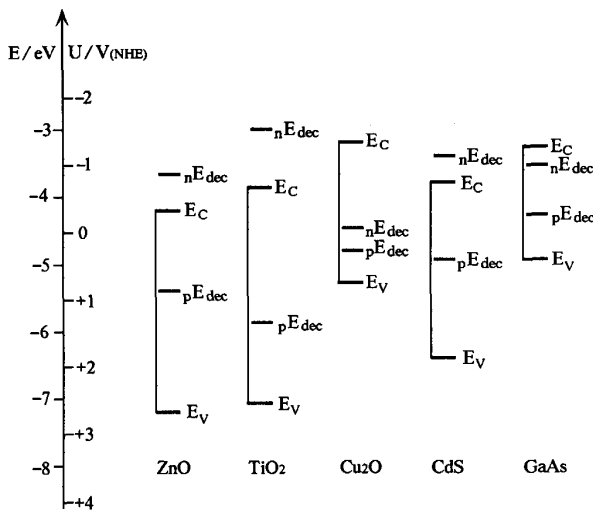 E/eV U/V(NHE)
−2
−3
−1
−4
0
−5
+1
−6
+2
−7
+3
−8
+4
nEdec
EC
pEdec
EV
ZnO
nEdec
EC
pEdec
EV
TiO2
EC
nEdec
pEdec
EV
Cu2O
nEdec
EC
pEdec
EV
CdS
EC
nEdec
pEdec
EV
GaAs